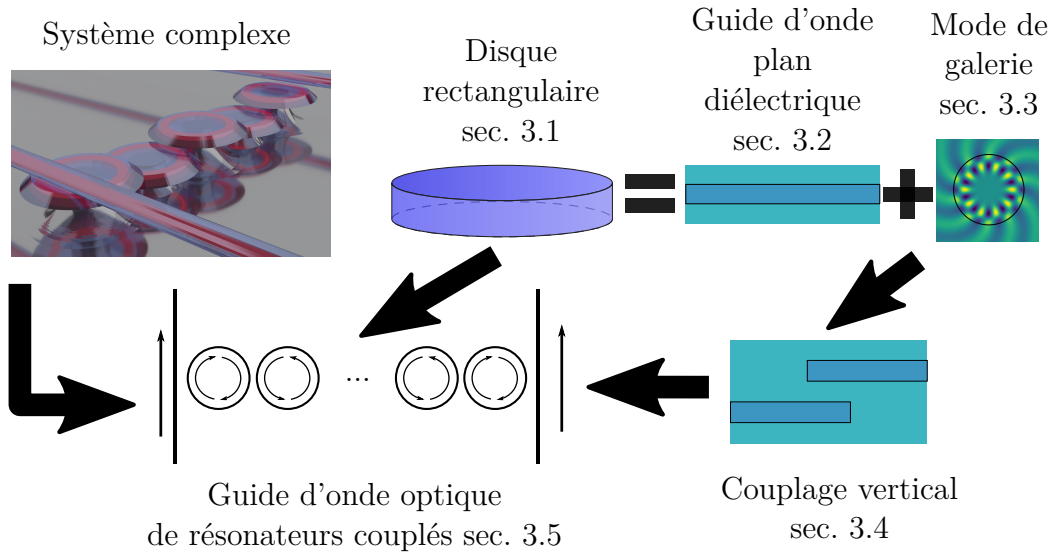 Système complexe
Disque
rectangulaire
sec. 3.1
Guide d'onde
plan
diélectrique
sec. 3.2
Mode de
galerie
sec. 3.3
...
Guide d'onde optique
de résonateurs couplés sec. 3.5
Couplage vertical
sec. 3.4